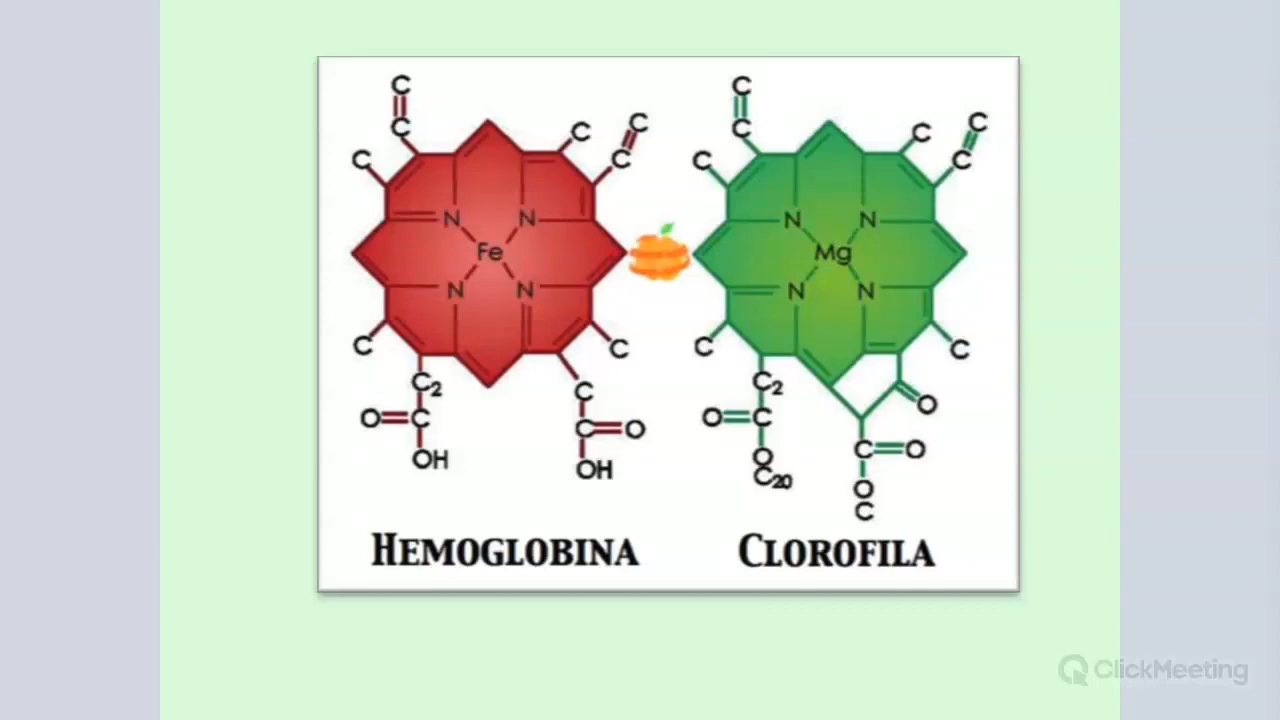 C C
C C C C C C
C C C C
N N N N
Fe Mg
N N N N
C C C C
C2 C C2
O C C O O C O
OH OH O C O
C20 O
C
HEMOGLOBINA CLOROFILA
ClickMeeting